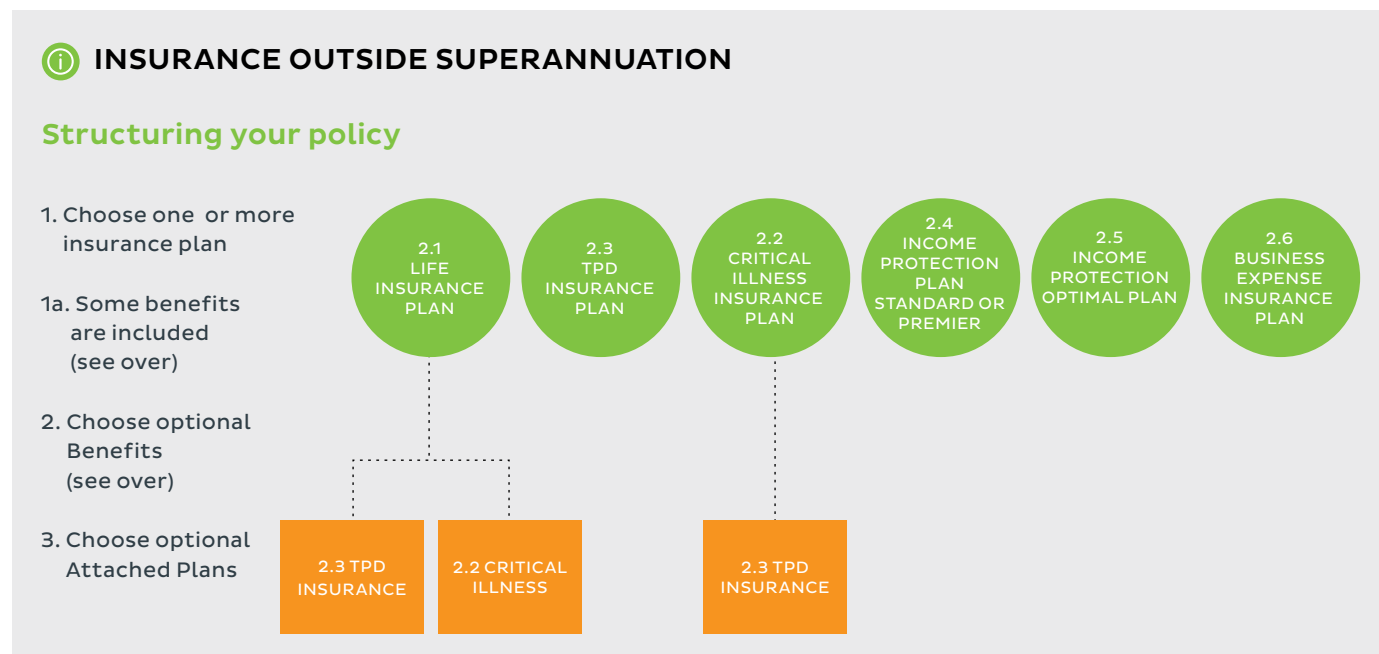 INSURANCE OUTSIDE SUPERANNUATION
Structuring your policy
1. Choose one or more
insurance plan
1a. Some benefits
are included
(see over)
2. Choose optional
Benefits
(see over)
3. Choose optional
Attached Plans
2.1
LIFE
INSURANCE
PLAN
2.3
TPD
INSURANCE
PLAN
2.2
CRITICAL
ILLNESS
INSURANCE
PLAN
2.4
INCOME
PROTECTION
PLAN
STANDARD OR
PREMIER
2.5
INCOME
PROTECTION
OPTIMAL PLAN
2.6
BUSINESS
EXPENSE
INSURANCE
PLAN
2.3 TPD
INSURANCE
2.2 CRITICAL
ILLNESS
2.3 TPD
INSURANCE